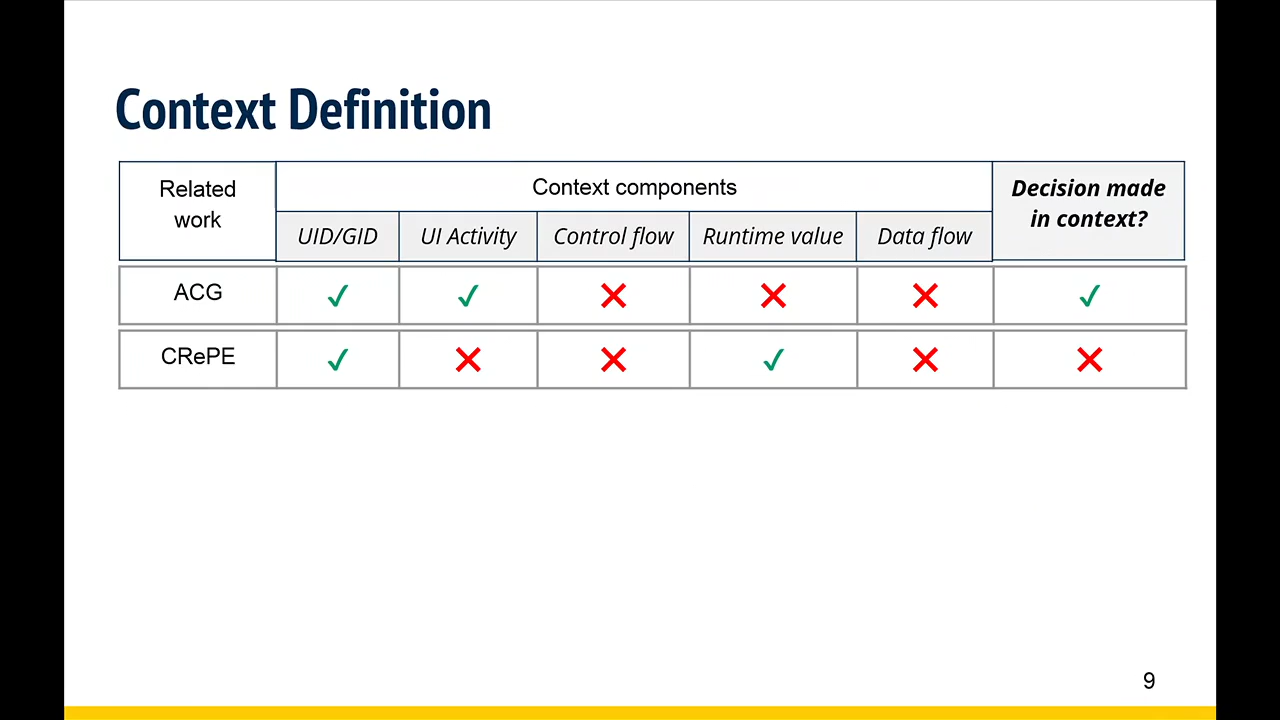 Context Definition
Related work
Context components
Decision made in context?
UID/GID
UI Activity
Control flow
Runtime value
Data flow
ACG ✓ ✓ ✕ ✕ ✕ ✓
CRePE ✓ ✕ ✕ ✓ ✕ ✕
9